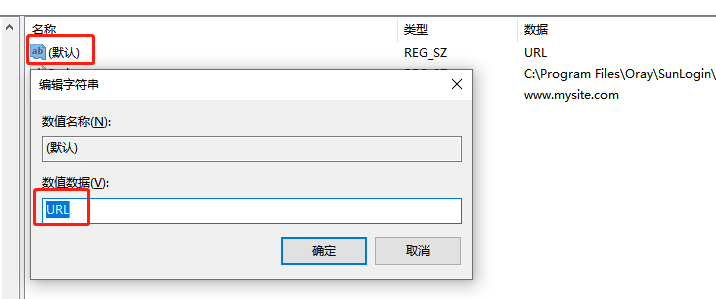 名称 类型 数据
ab (默认) REG_SZ URL
C:\Program Files\Oray\SunLogin\
www.mysite.com
编辑字符串
数值名称(N):
(默认)
数值数据(V):
URL
确定 取消